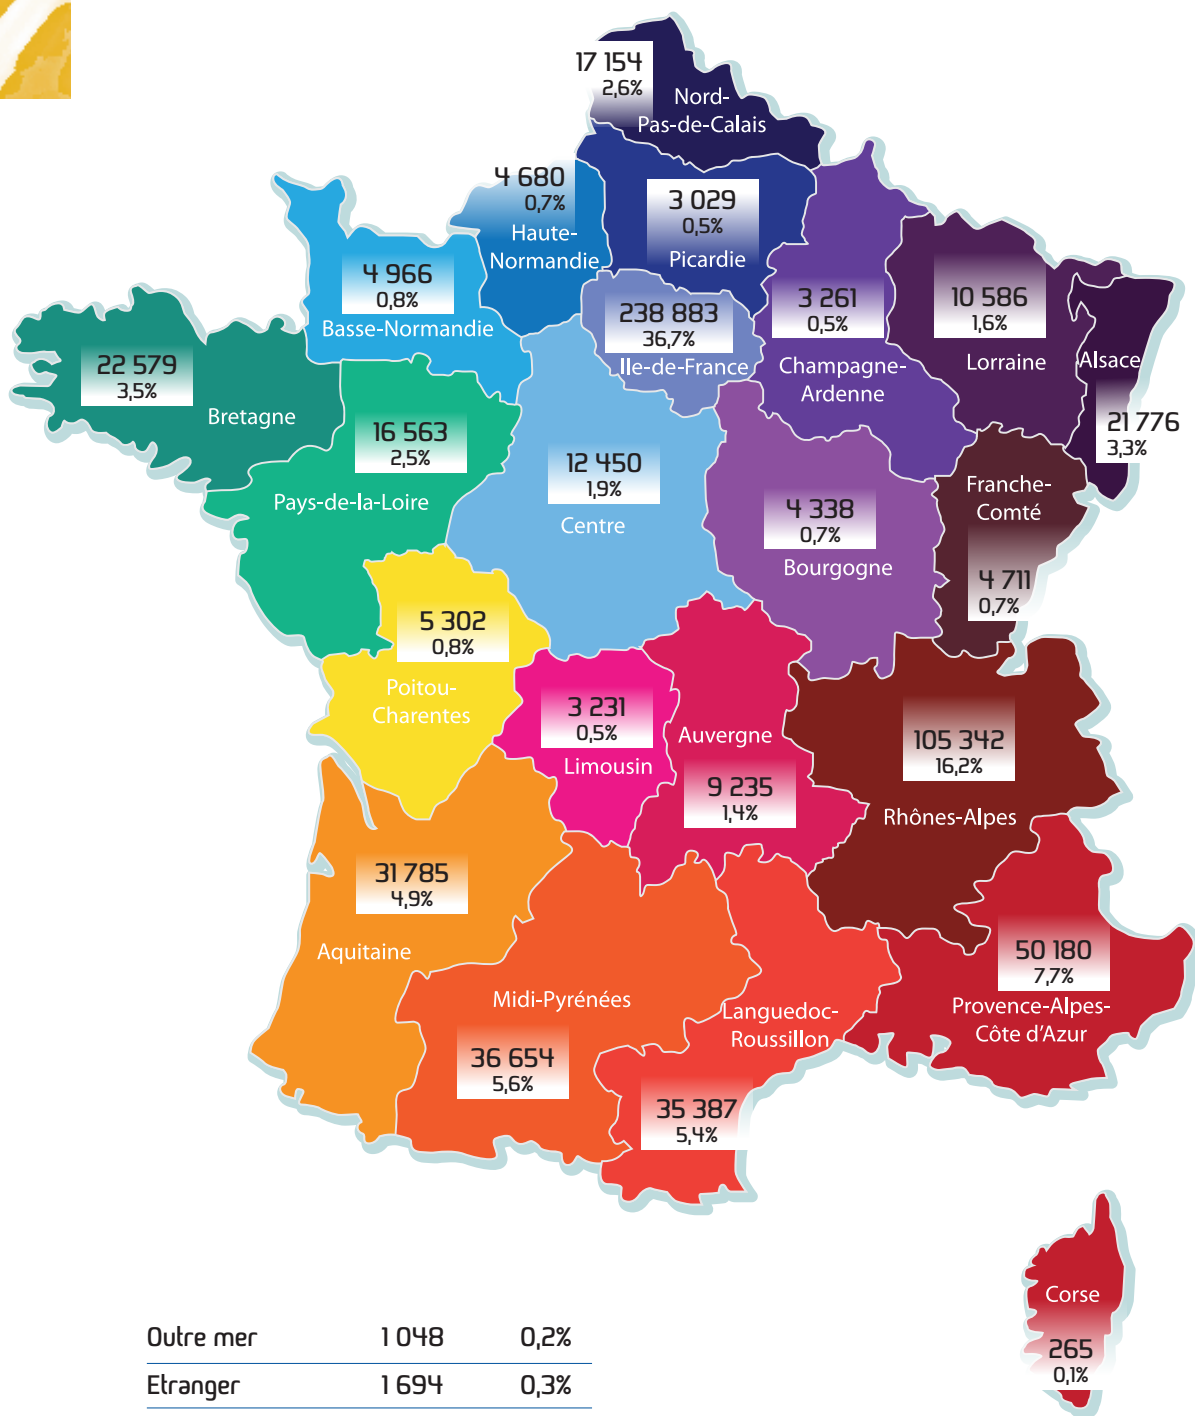 17 154
2,6%
Nord-
Pas-de-Calais
4 680
0,7%
Haute-
Normandie
3 029
0,5%
Picardie
4 966
0,8%
Basse-Normandie
238 883
36,7%
Ile-de-France
3 261
0,5%
Champagne-
Ardenne
10 586
1,6%
Lorraine
Alsace
21 776
3,3%
22 579
3,5%
Bretagne
16 563
2,5%
Pays-de-la-Loire
12 450
1,9%
Centre
4 338
0,7%
Bourgogne
Franche-
Comté
4 711
0,7%
5 302
0,8%
Poitou-
Charentes
3 231
0,5%
Limousin
Auvergne
9 235
1,4%
105 342
16,2%
Rhônes-Alpes
31 785
4,9%
Aquitaine
Midi-Pyrénées
36 654
5,6%
Languedoc-
Roussillon
35 387
5,4%
50 180
7,7%
Provence-Alpes-
Côte d'Azur
Corse
265
0,1%
Outre mer 1 048 0,2%
Etranger 1 694 0,3%